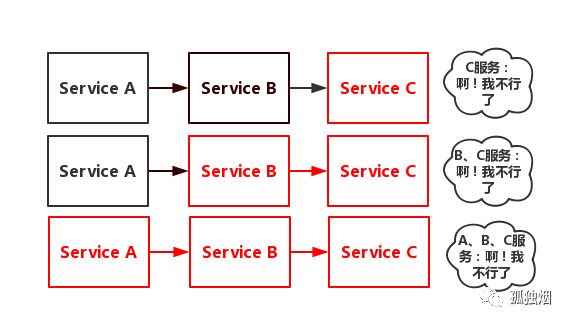 Service A
Service B
Service C
C服务：
啊！我不行
了
Service A
Service B
Service C
B、C服务：
啊！我不行
了
Service A
Service B
Service C
A、B、C服
务：啊！我
不行了
孤独烟